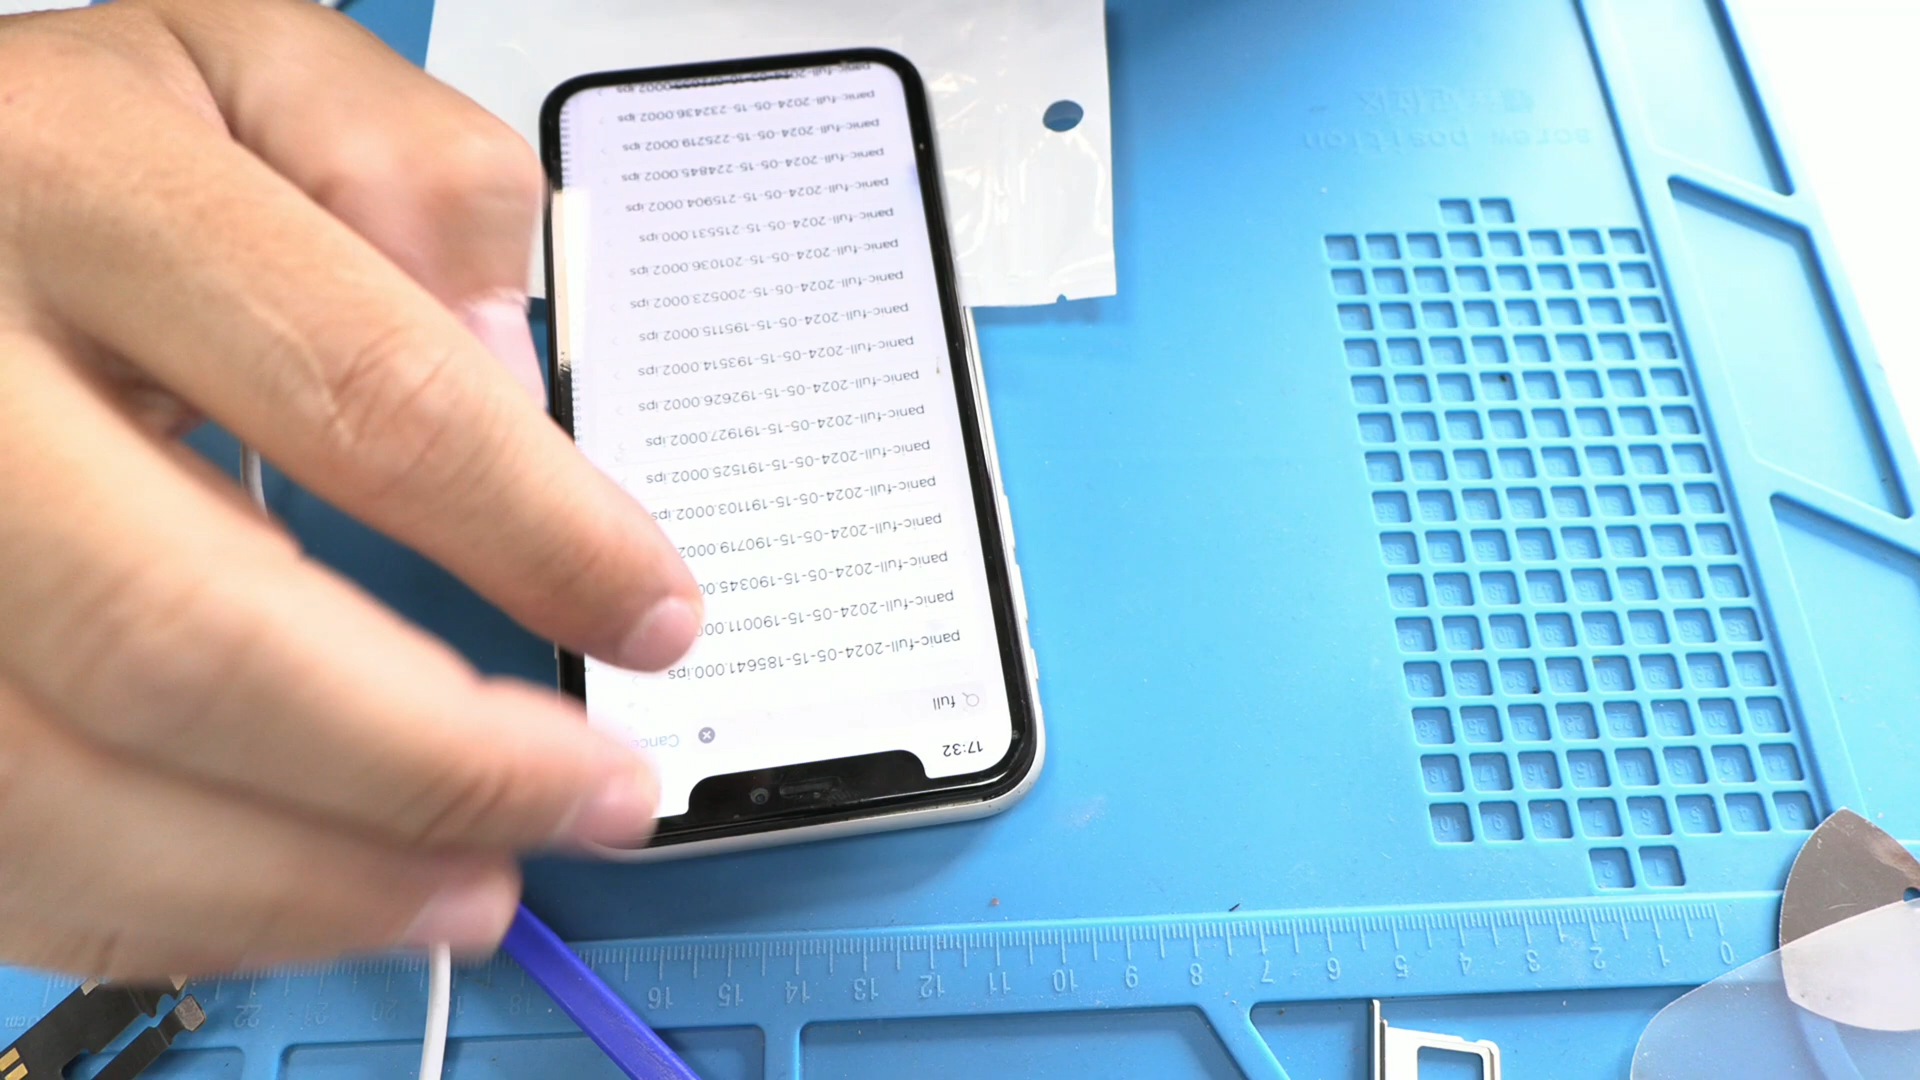 17:32
full
Cance
panic-full-2024-05-15-185641.000.ips
panic-full-2024-05-15-190011.000
panic-full-2024-05-15-190345.00
panic-full-2024-05-15-190719.0002
panic-full-2024-05-15-191103.0002.ips
panic-full-2024-05-15-191525.0002.ips
panic-full-2024-05-15-191927.0002.ips
panic-full-2024-05-15-192626.0002.ips
panic-full-2024-05-15-193514.0002.ips
panic-full-2024-05-15-195115.0002.ips
panic-full-2024-05-15-200523.0002.ips
panic-full-2024-05-15-201036.0002.ips
panic-full-2024-05-15-215531.000.ips
panic-full-2024-05-15-215904.0002.ips
panic-full-2024-05-15-224845.0002.ips
panic-full-2024-05-15-225219.0002.ips
panic-full-2024-05-15-232436.0002.ips
screw position
0 1 2 3 4 5 6 7 8 9 10 11 12 13 14 15 16 18 21 22